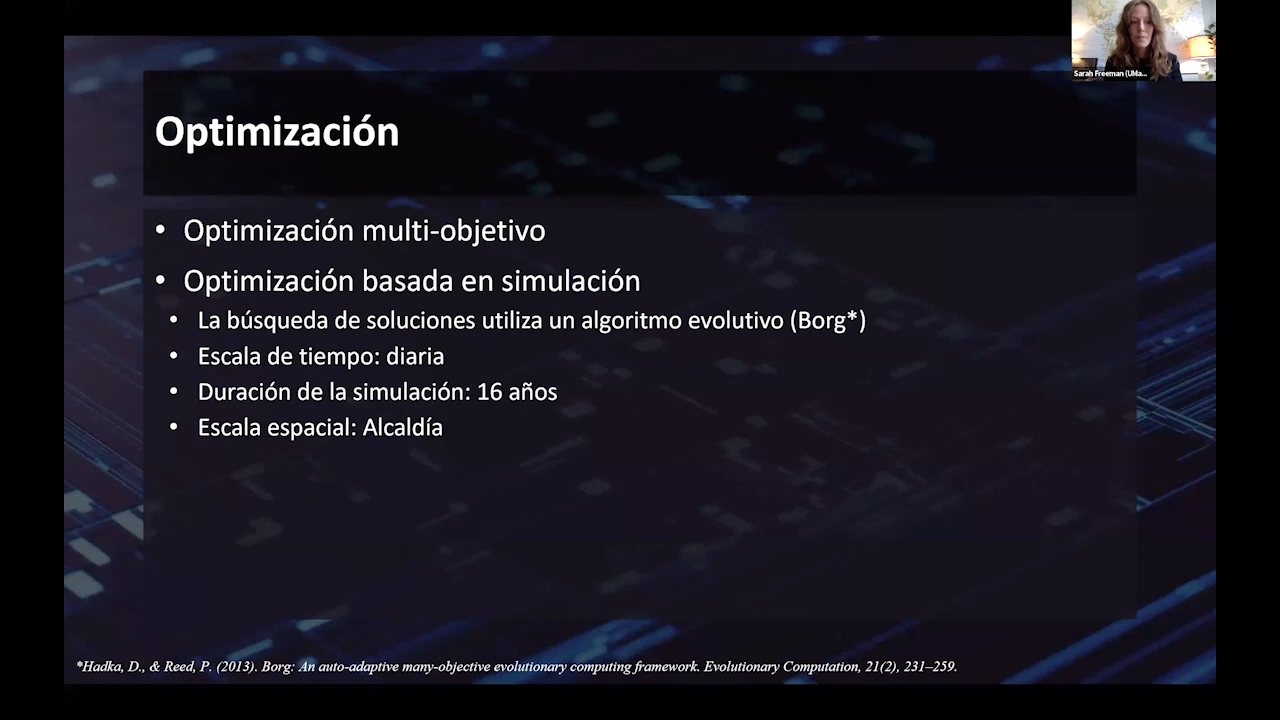 Sarah Freeman (UMa...
Optimización
• Optimización multi-objetivo
• Optimización basada en simulación
• La búsqueda de soluciones utiliza un algoritmo evolutivo (Borg*)
• Escala de tiempo: diaria
• Duración de la simulación: 16 años
• Escala espacial: Alcaldía
*Hadka, D., & Reed, P. (2013). Borg: An auto-adaptive many-objective evolutionary computing framework. Evolutionary Computation, 21(2), 231–259.